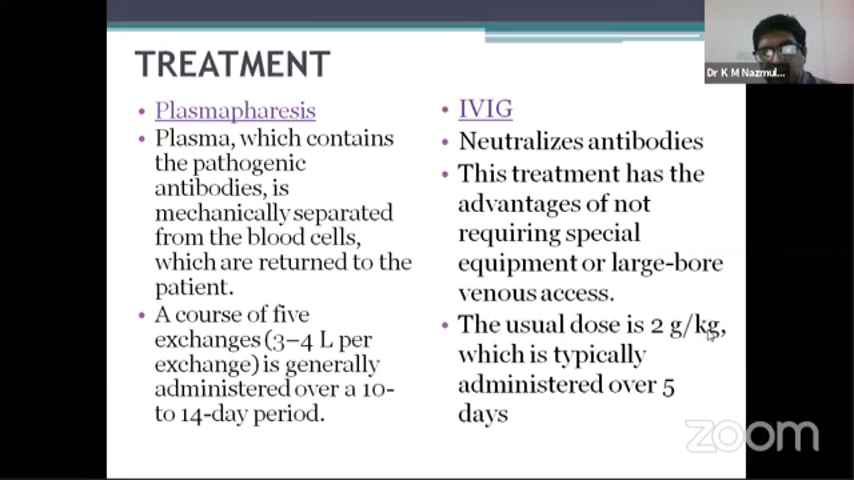 TREATMENT
Dr K M Nazmul...
• Plasmapharesis
• Plasma, which contains
the pathogenic
antibodies, is
mechanically separated
from the blood cells,
which are returned to the
patient.
• A course of five
exchanges (3–4 L per
exchange) is generally
administered over a 10-
to 14-day period.
• IVIG
• Neutralizes antibodies
• This treatment has the
advantages of not
requiring special
equipment or large-bore
venous access.
• The usual dose is 2 g/kg,
which is typically
administered over 5
days
zoom